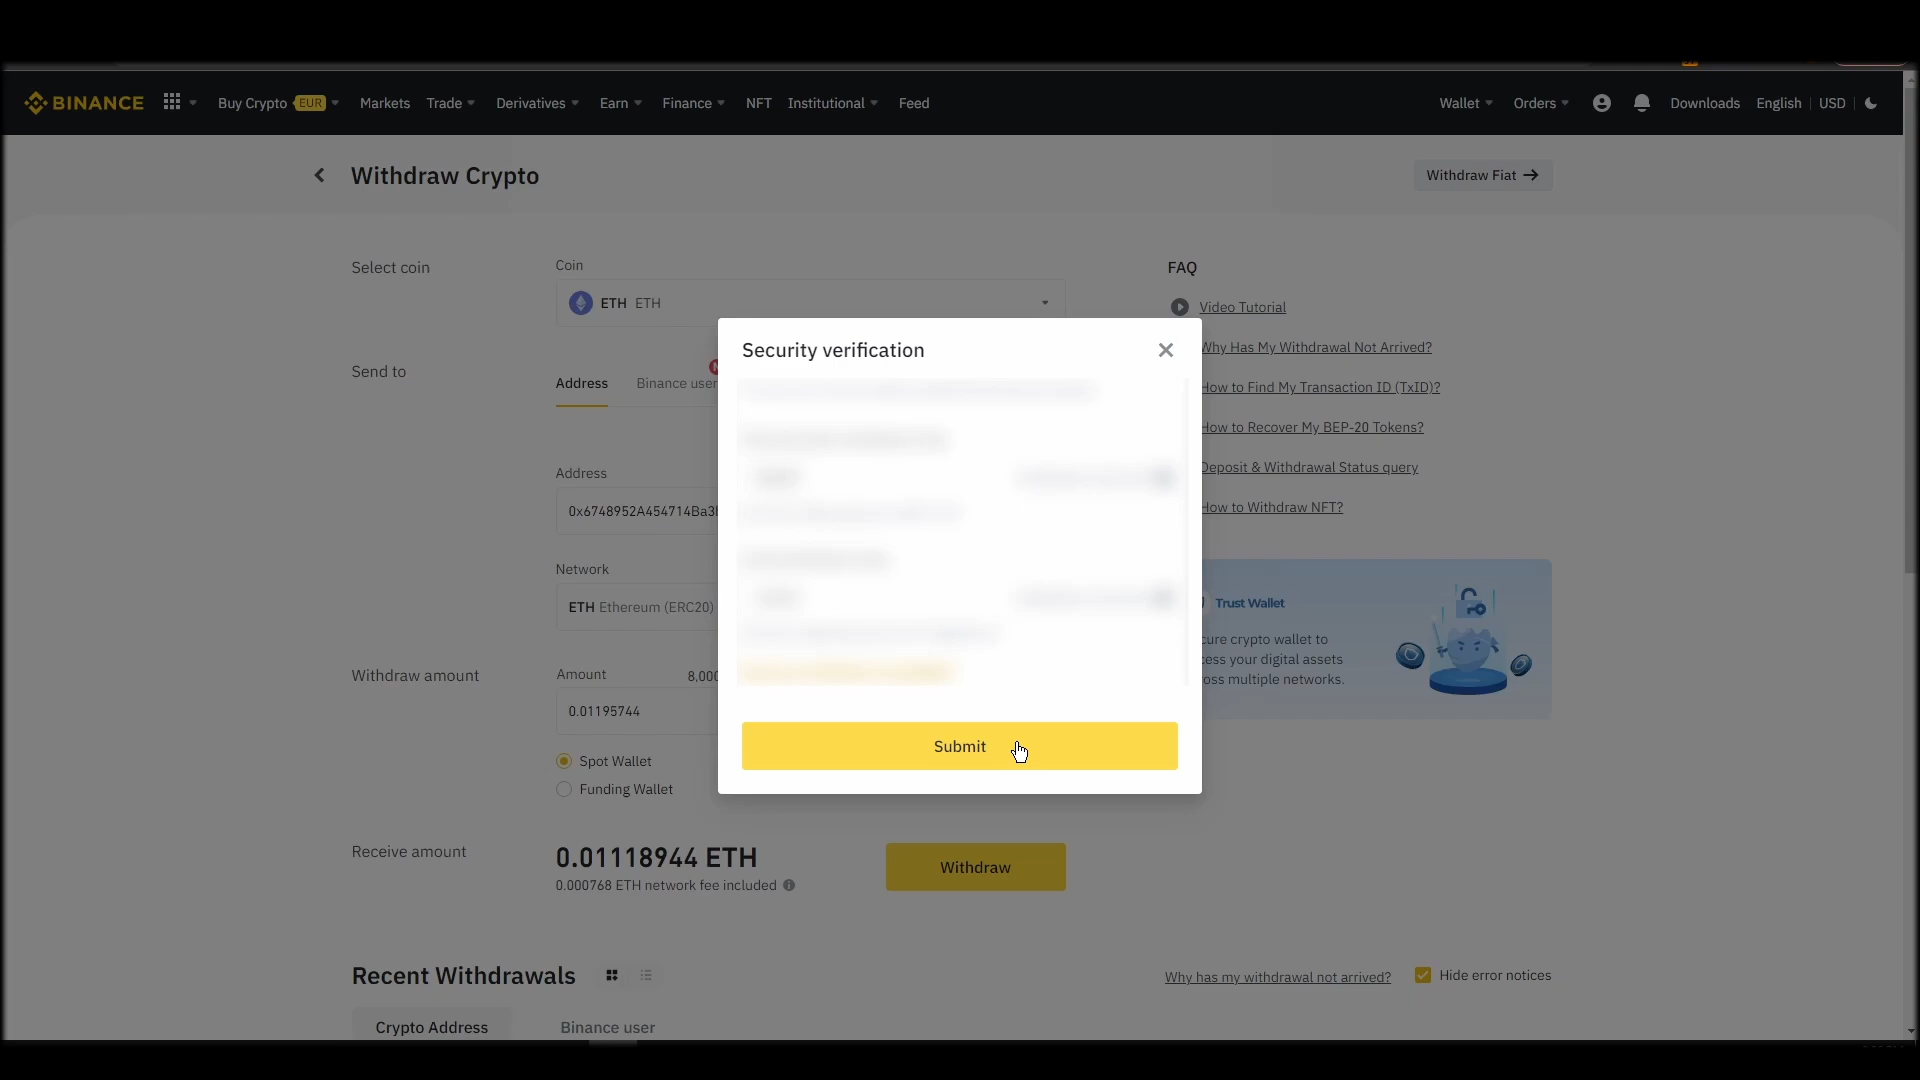 BINANCE
Buy Crypto EUR Markets Trade Derivatives Earn Finance NFT Institutional Feed
Wallet Orders Downloads English USD
Withdraw Crypto
Withdraw Fiat
Select coin
Coin
ETH ETH
Send to
Address Binance user
Address
0x6748952A454714Ba3
Network
ETH Ethereum (ERC20)
Withdraw amount
Amount 8,000
0.01195744
Spot Wallet
Funding Wallet
Receive amount
0.01118944 ETH
0.000768 ETH network fee included
Withdraw
Security verification
Submit
FAQ
Video Tutorial
Why Has My Withdrawal Not Arrived?
How to Find My Transaction ID (TxID)?
How to Recover My BEP-20 Tokens?
Deposit & Withdrawal Status query
How to Withdraw NFT?
Trust Wallet
cure crypto wallet to
cess your digital assets
oss multiple networks.
Recent Withdrawals
Why has my withdrawal not arrived?
Hide error notices
Crypto Address
Binance user